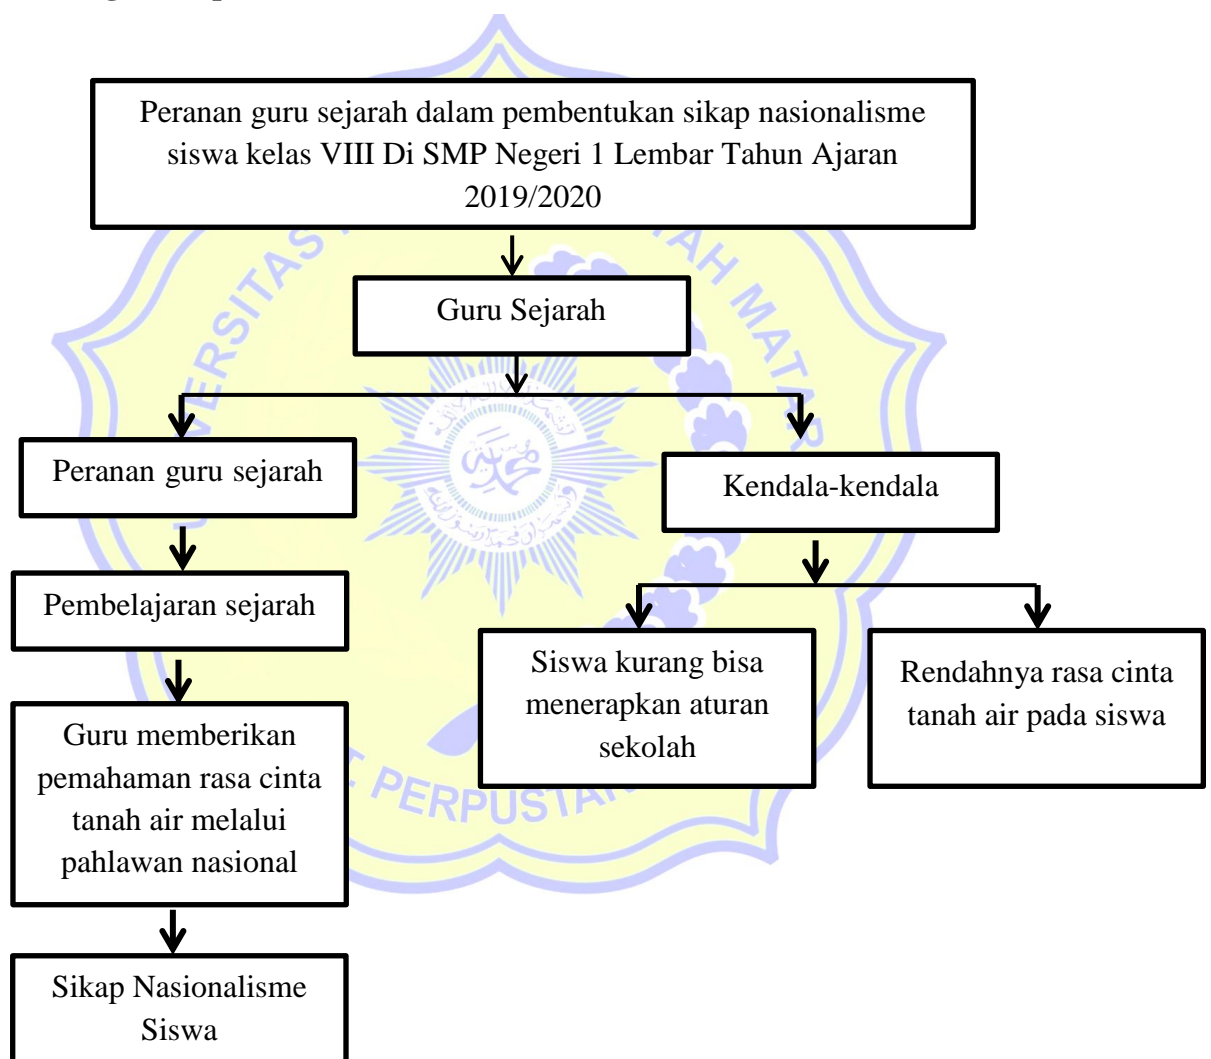 Peranan guru sejarah dalam pembentukan sikap nasionalisme
siswa kelas VIII Di SMP Negeri 1 Lembar Tahun Ajaran
2019/2020
Guru Sejarah
Peranan guru sejarah
Kendala-kendala
Pembelajaran sejarah
Siswa kurang bisa
menerapkan aturan
sekolah
Rendahnya rasa cinta
tanah air pada siswa
Guru memberikan
pemahaman rasa cinta
tanah air melalui
pahlawan nasional
Sikap Nasionalisme
Siswa